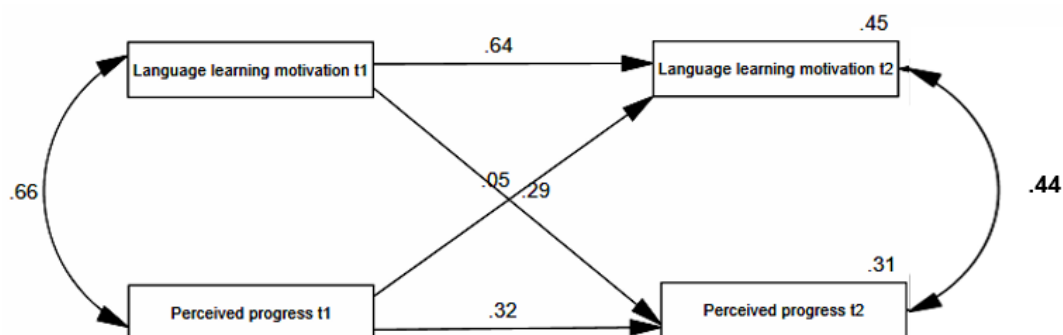 .45
.64
Language learning motivation t1
Language learning motivation t2
.66
.05
.29
.44
.31
Perceived progress t1
.32
Perceived progress t2